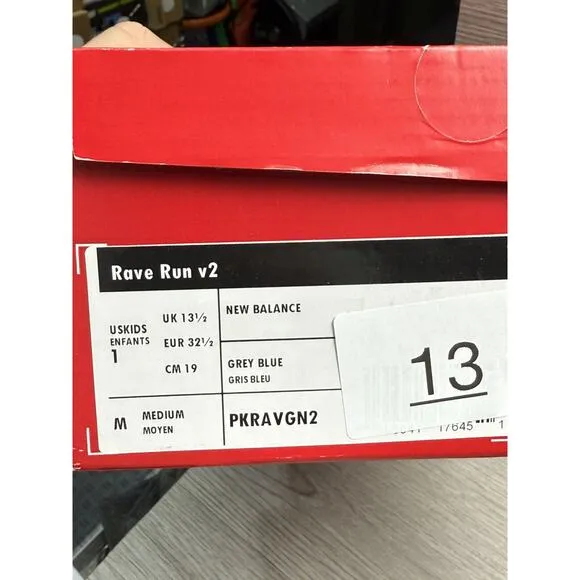 Rave Run v2
USKIDS
ENFANTS
1
UK 13½
EUR 32½
CM 19
NEW BALANCE
GREY BLUE
GRIS BLEU
M MEDIUM
MOYEN
PKRAVGN2
13
17645